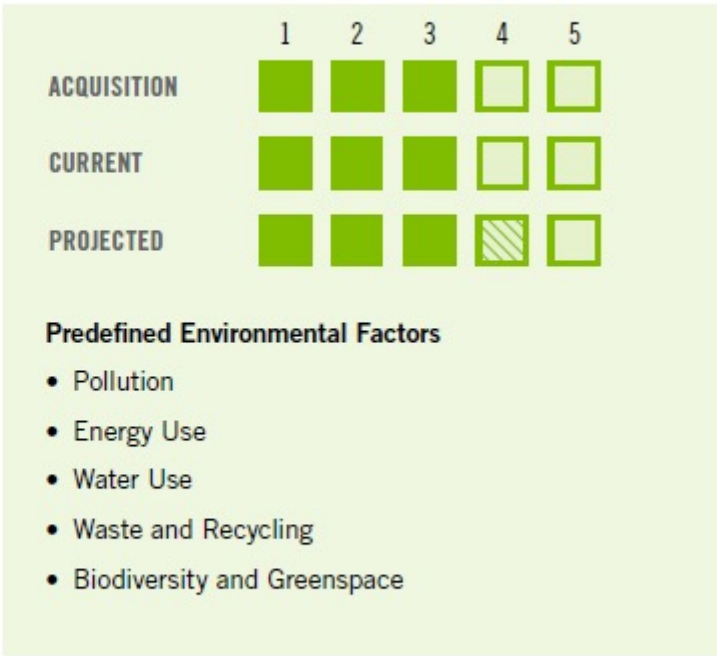 1 2 3 4 5
ACQUISITION
CURRENT
PROJECTED
Predefined Environmental Factors
• Pollution
• Energy Use
• Water Use
• Waste and Recycling
• Biodiversity and Greenspace